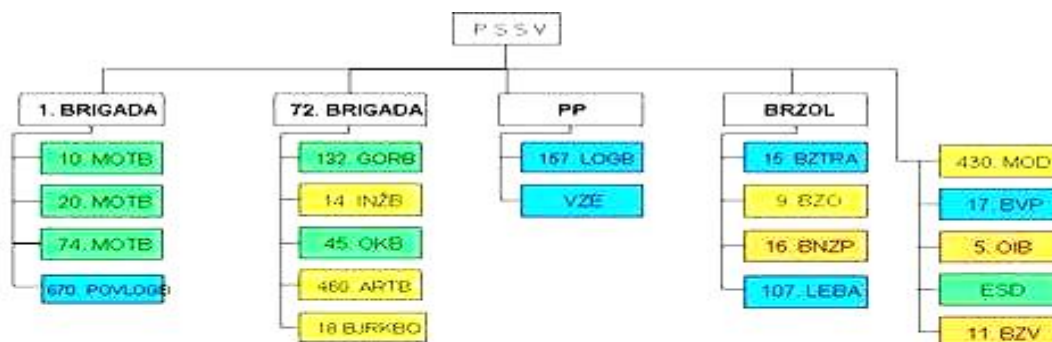 P S S V
1. BRIGADA
10. MOTB
20. MOTB
74. MOTB
670. POVLOGB
72. BRIGADA
132. GORB
14. INŽB
45. OKB
460. ARTB
18 BJRKBO
PP
157. LOGB
VZE
BRZOL
15. BZTRA
9. BZO
16. BNZP
107. LEBA
430. MOD
17. BVP
5. OIB
ESD
11. BZV